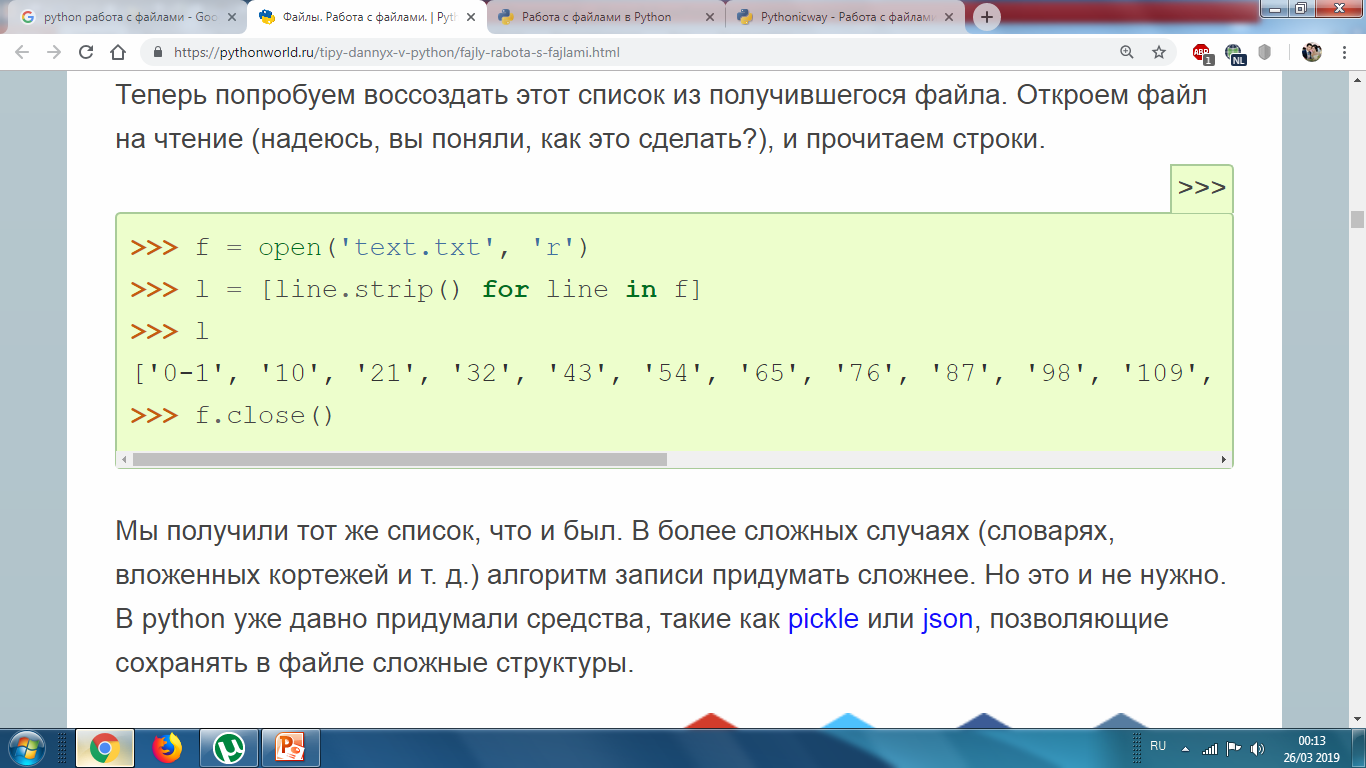 python работа с файлами - Goo
Файлы. Работа с файлами. | Pyth
Работа с файлами в Python
Pythonicway - Работа с файлами
https://pythonworld.ru/tipy-dannyx-v-python/fajly-rabota-s-fajlami.html
ABP
1
NL
Теперь попробуем воссоздать этот список из получившегося файла. Откроем файл
на чтение (надеюсь, вы поняли, как это сделать?), и прочитаем строки.
>>>
>>> f = open('text.txt', 'r')
>>> l = [line.strip() for line in f]
>>> l
['0-1', '10', '21', '32', '43', '54', '65', '76', '87', '98', '109',
>>> f.close()
Мы получили тот же список, что и был. В более сложных случаях (словарях,
вложенных кортежей и т. д.) алгоритм записи придумать сложнее. Но это и не нужно.
В python уже давно придумали средства, такие как pickle или json, позволяющие
сохранять в файле сложные структуры.
RU
00:13
26/03 2019